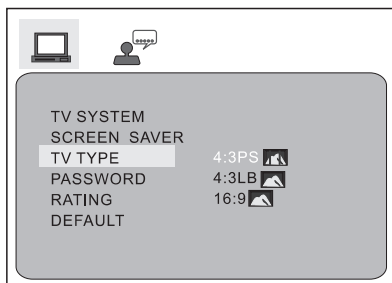 TV SYSTEM
SCREEN SAVER
TV TYPE 4:3PS
PASSWORD 4:3LB
RATING 16:9
DEFAULT